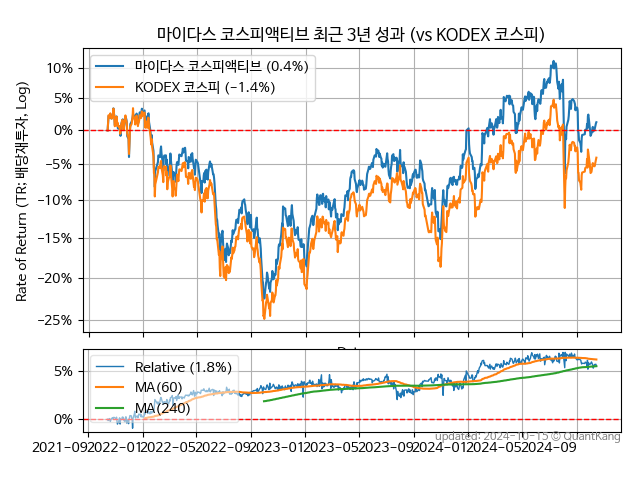 마이다스 코스피액티브 최근 3년 성과 (vs KODEX 코스피)
마이다스 코스피액티브 (0.4%)
KODEX 코스피 (−1.4%)
Rate of Return (TR: 배당재투자, Log)
10%
5%
0%
−5%
−10%
−15%
−20%
−25%
Relative (1.8%)
MA(60)
MA(240)
5%
0%
2021-09
2022-01
2022-05
2022-09
2023-01
2023-05
2023-09
2024-01
2024-05
2024-09
updated: 2024-10-15 © QuantKang